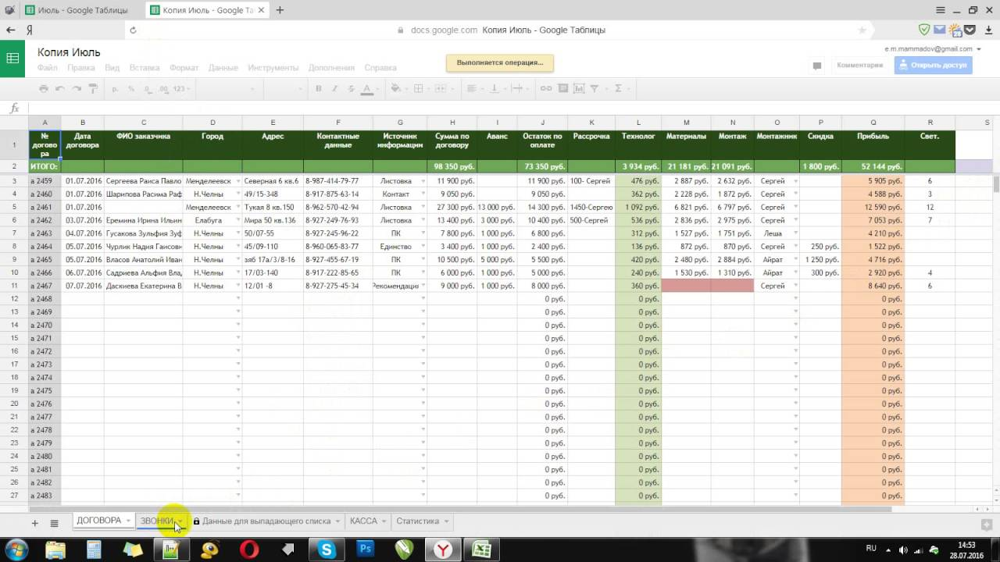 Июль - Google Таблицы
Копия Июль - Google Та
Я
docs.google.com Копия Июль - Google Таблицы
Копия Июль
e.m.mammadov@gmail.com
Выполняется операция...
Файл Правка Вид Вставка Формат Данные Инструменты Дополнения Справка
Комментарии
Открыть доступ
р. % .0 .00 123
fx
A B C D E F G H I J K L M N O P Q R S
1 № договора Дата договора ФИО заказчика Город Адрес Контактные данные Источник информации Сумма по договору Аванс Остаток по оплате Рассрочка Технолог Материалы Монтаж Монтажник Скидка Прибыль Свет.
2 ИТОГО: 98 350 руб. 73 350 руб. 3 934 руб. 21 181 руб. 21 091 руб. 1 800 руб. 52 144 руб.
3 а 2459 01.07.2016 Сергеева Раиса Павло Менделеевск Северная 6 кв.6 8-987-414-79-77 Листовка 11 900 руб. 11 900 руб. 100- Сергей 476 руб. 2 887 руб. 2 632 руб. Сергей 5 905 руб. 6
4 а 2460 01.07.2016 Шарипова Расима Раф Н.Челны 49/15-348 8-917-875-63-14 Контакт 9 050 руб. 9 050 руб. 362 руб. 2 228 руб. 1 872 руб. Сергей 4 588 руб. 3
5 а 2461 01.07.2016 Менделеевск Тукая 8 кв.150 8-962-570-42-94 Листовка 27 300 руб. 13 000 руб. 14 300 руб. 1450-Сергею 1 092 руб. 6 821 руб. 6 797 руб. Сергей 12 590 руб. 12
6 а 2462 03.07.2016 Еремина Ирина Ильин Елабуга Мира 50 кв.136 8-927-249-76-93 Листовка 13 400 руб. 3 000 руб. 10 400 руб. 500-Сергей 536 руб. 2 836 руб. 2 975 руб. Сергей 7 053 руб. 7
7 а 2463 04.07.2016 Гусакова Зульфия Зуф Н.Челны 50/07-55 8-927-245-96-22 ПК 7 800 руб. 1 000 руб. 6 800 руб. 312 руб. 1 527 руб. 1 751 руб. Леша 4 210 руб.
8 а 2464 05.07.2016 Чурлик Надия Гаисовн Н.Челны 45/09-110 8-960-065-83-77 Единство 3 400 руб. 1 000 руб. 2 400 руб. 136 руб. 872 руб. 870 руб. Сергей 250 руб. 1 522 руб.
9 а 2465 05.07.2016 Власов Анатолий Иван Н.Челны зяб 17а/3/8-16 8-927-455-67-19 ПК 10 500 руб. 5 000 руб. 5 500 руб. 420 руб. 2 480 руб. 2 884 руб. Айрат 1 250 руб. 4 716 руб.
10 а 2466 06.07.2016 Садриева Альфия Вла Н.Челны 17/03-140 8-917-222-85-65 ПК 6 000 руб. 1 000 руб. 5 000 руб. 240 руб. 1 530 руб. 1 310 руб. Айрат 300 руб. 2 920 руб. 4
11 а 2467 07.07.2016 Даскиева Екатерина В Н.Челны 12/01 -8 8-927-275-45-34 Рекомендация 9 000 руб. 1 000 руб. 8 000 руб. 360 руб. Сергей 8 640 руб. 6
12 а 2468 0 руб. 0 руб. 0 руб.
13 а 2469 0 руб. 0 руб. 0 руб.
14 а 2470 0 руб. 0 руб. 0 руб.
15 а 2471 0 руб. 0 руб. 0 руб.
16 а 2472 0 руб. 0 руб. 0 руб.
17 а 2473 0 руб. 0 руб. 0 руб.
18 а 2474 0 руб. 0 руб. 0 руб.
19 а 2475 0 руб. 0 руб. 0 руб.
20 а 2476 0 руб. 0 руб. 0 руб.
21 а 2477 0 руб. 0 руб. 0 руб.
22 а 2478 0 руб. 0 руб. 0 руб.
23 а 2479 0 руб. 0 руб. 0 руб.
24 а 2480 0 руб. 0 руб. 0 руб.
25 а 2481 0 руб. 0 руб. 0 руб.
26 а 2482 0 руб. 0 руб. 0 руб.
27 а 2483 0 руб. 0 руб. 0 руб.
ДОГОВОРА ЗВОНКИ Данные для выпадающего списка КАССА Статистика
RU 14:53
28.07.2016